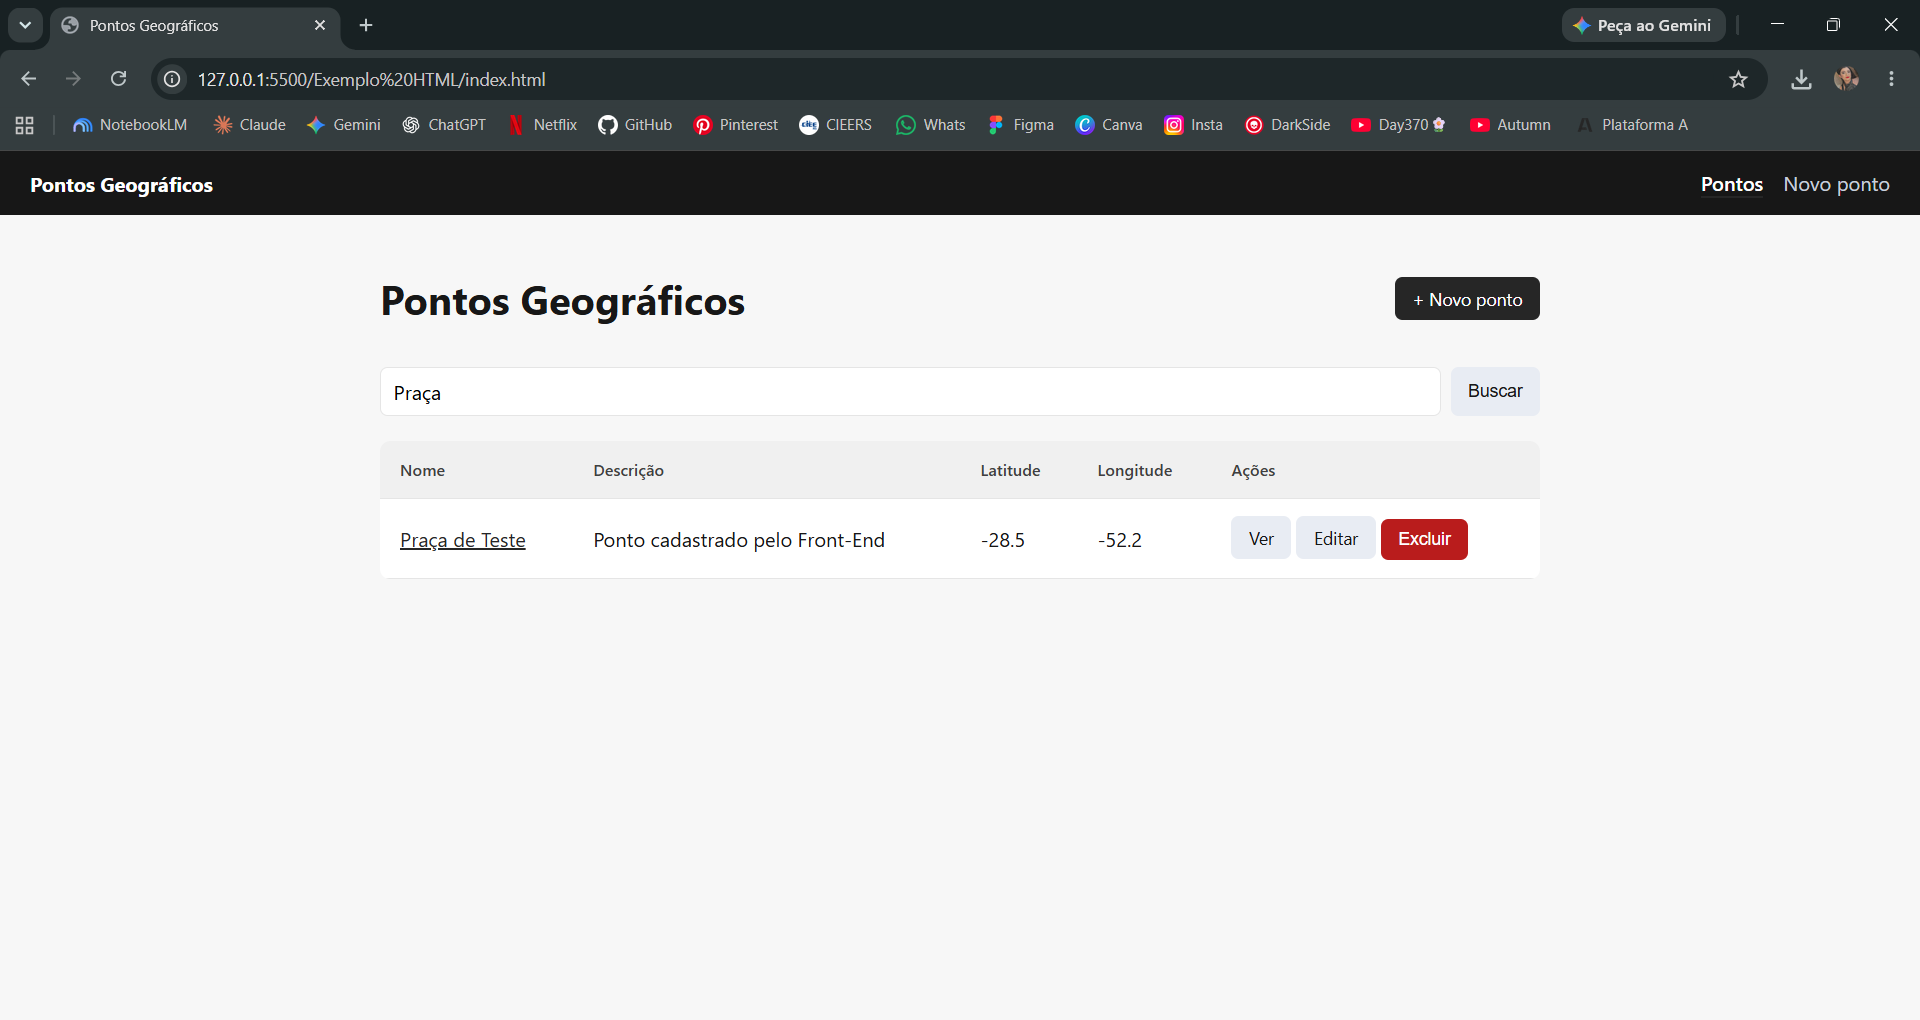 Pontos Geográficos
Peça ao Gemini
127.0.0.1:5500/Exemplo%20HTML/index.html
NotebookLM Claude Gemini ChatGPT Netflix GitHub Pinterest CIEERS Whats Figma Canva Insta DarkSide Day370 Autumn Plataforma A
Pontos Geográficos Pontos Novo ponto
Pontos Geográficos + Novo ponto
Praça Buscar
Nome Descrição Latitude Longitude Ações
Praça de Teste Ponto cadastrado pelo Front-End -28.5 -52.2 Ver Editar Excluir